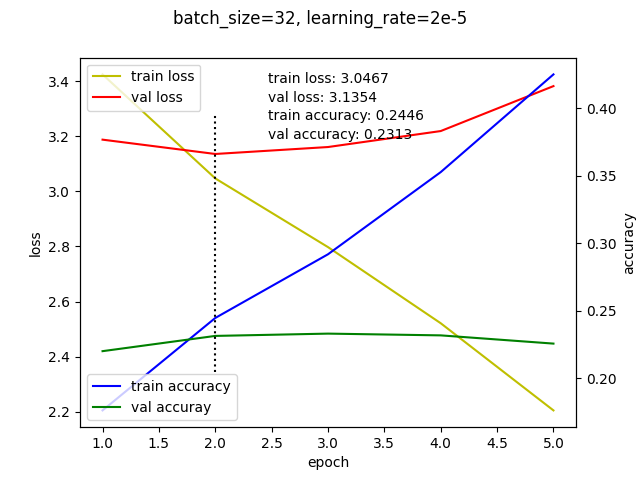 batch_size=32, learning_rate=2e-5
train loss
val loss
train loss: 3.0467
val loss: 3.1354
train accuracy: 0.2446
val accuracy: 0.2313
3.4
3.2
3.0
2.8
2.6
2.4
2.2
loss
0.40
0.35
0.30
0.25
0.20
accuracy
train accuracy
val accuray
1.0 1.5 2.0 2.5 3.0 3.5 4.0 4.5 5.0
epoch